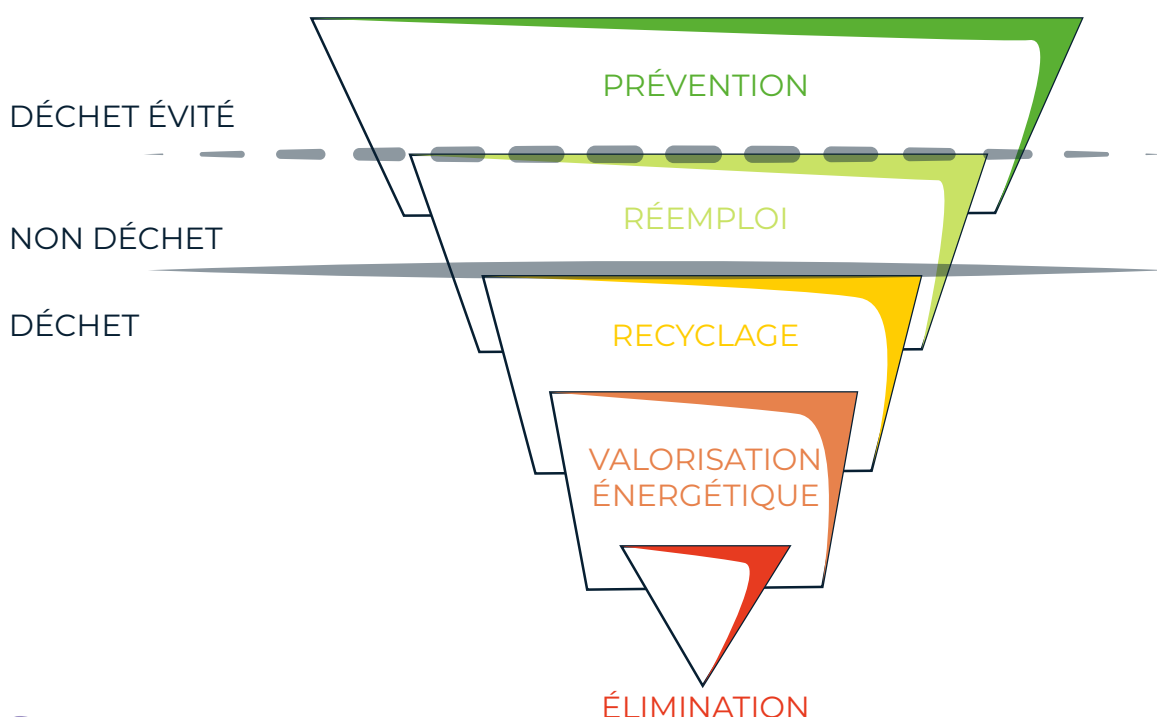 PRÉVENTION
DÉCHET ÉVITÉ
RÉEMPLOI
NON DÉCHET
DÉCHET
RECYCLAGE
VALORISATION
ÉNERGÉTIQUE
ÉLIMINATION